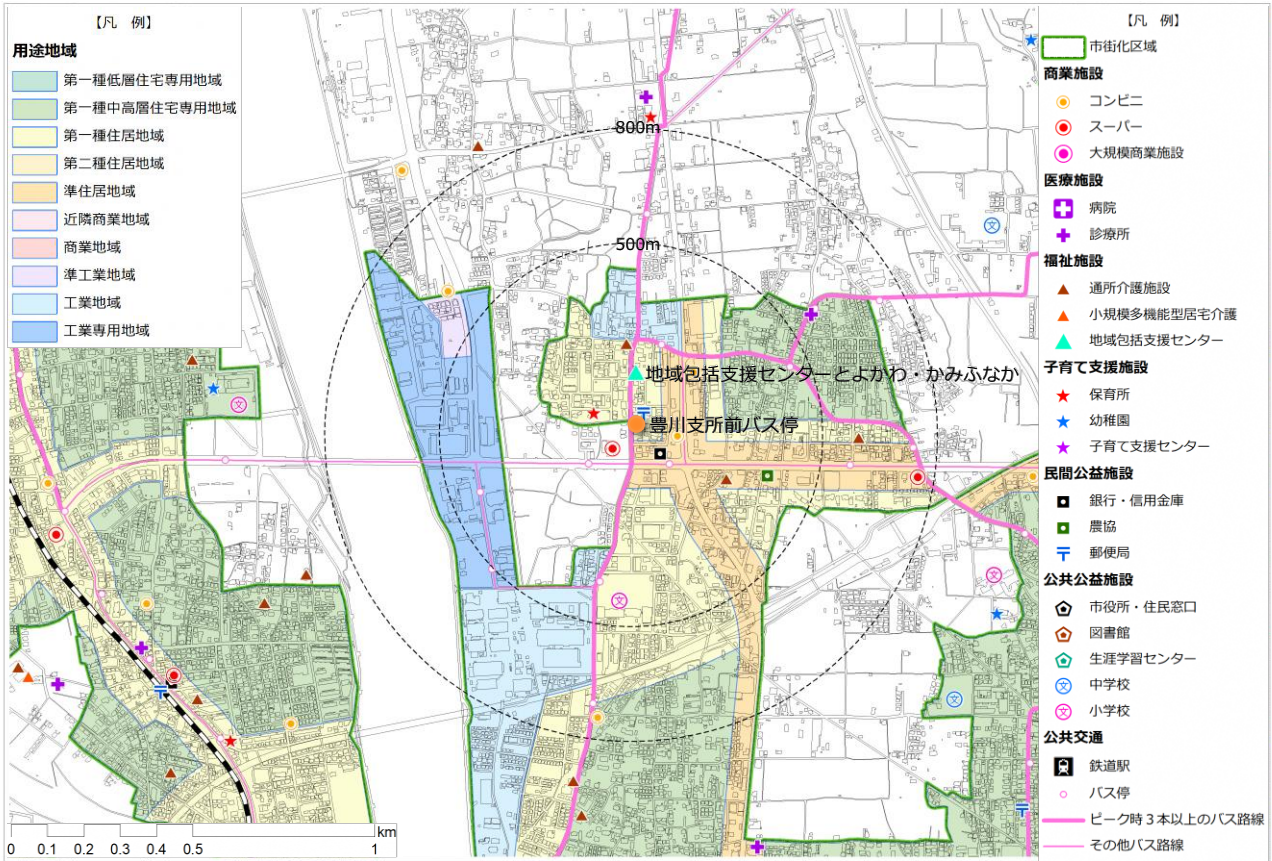 【凡 例】
用途地域
第一種低層住宅専用地域
第一種中高層住宅専用地域
第一種住居地域
第二種住居地域
準住居地域
近隣商業地域
商業地域
準工業地域
工業地域
工業専用地域
800m
500m
地域包括支援センターとよかわ・かみふなか
豊川支所前バス停
文
文
文
文
文
km
0 0.1 0.2 0.3 0.4 0.5 1
【凡 例】
市街化区域
商業施設
コンビニ
スーパー
大規模商業施設
医療施設
病院
診療所
福祉施設
通所介護施設
小規模多機能型居宅介護
地域包括支援センター
子育て支援施設
保育所
幼稚園
子育て支援センター
民間公益施設
銀行・信用金庫
農協
郵便局
公共公益施設
市役所・住民窓口
図書館
生涯学習センター
文 中学校
文 小学校
公共交通
鉄道駅
バス停
ピーク時３本以上のバス路線
その他バス路線